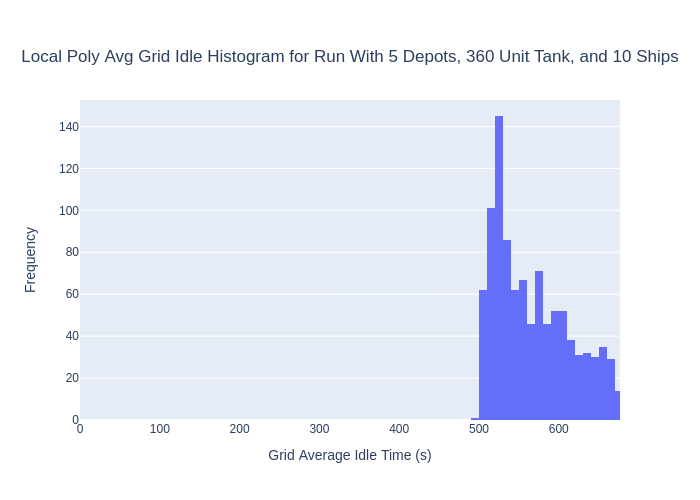 Local Poly Avg Grid Idle Histogram for Run With 5 Depots, 360 Unit Tank, and 10 Ships
140
120
100
80
60
40
20
0
Frequency
0 100 200 300 400 500 600
Grid Average Idle Time (s)